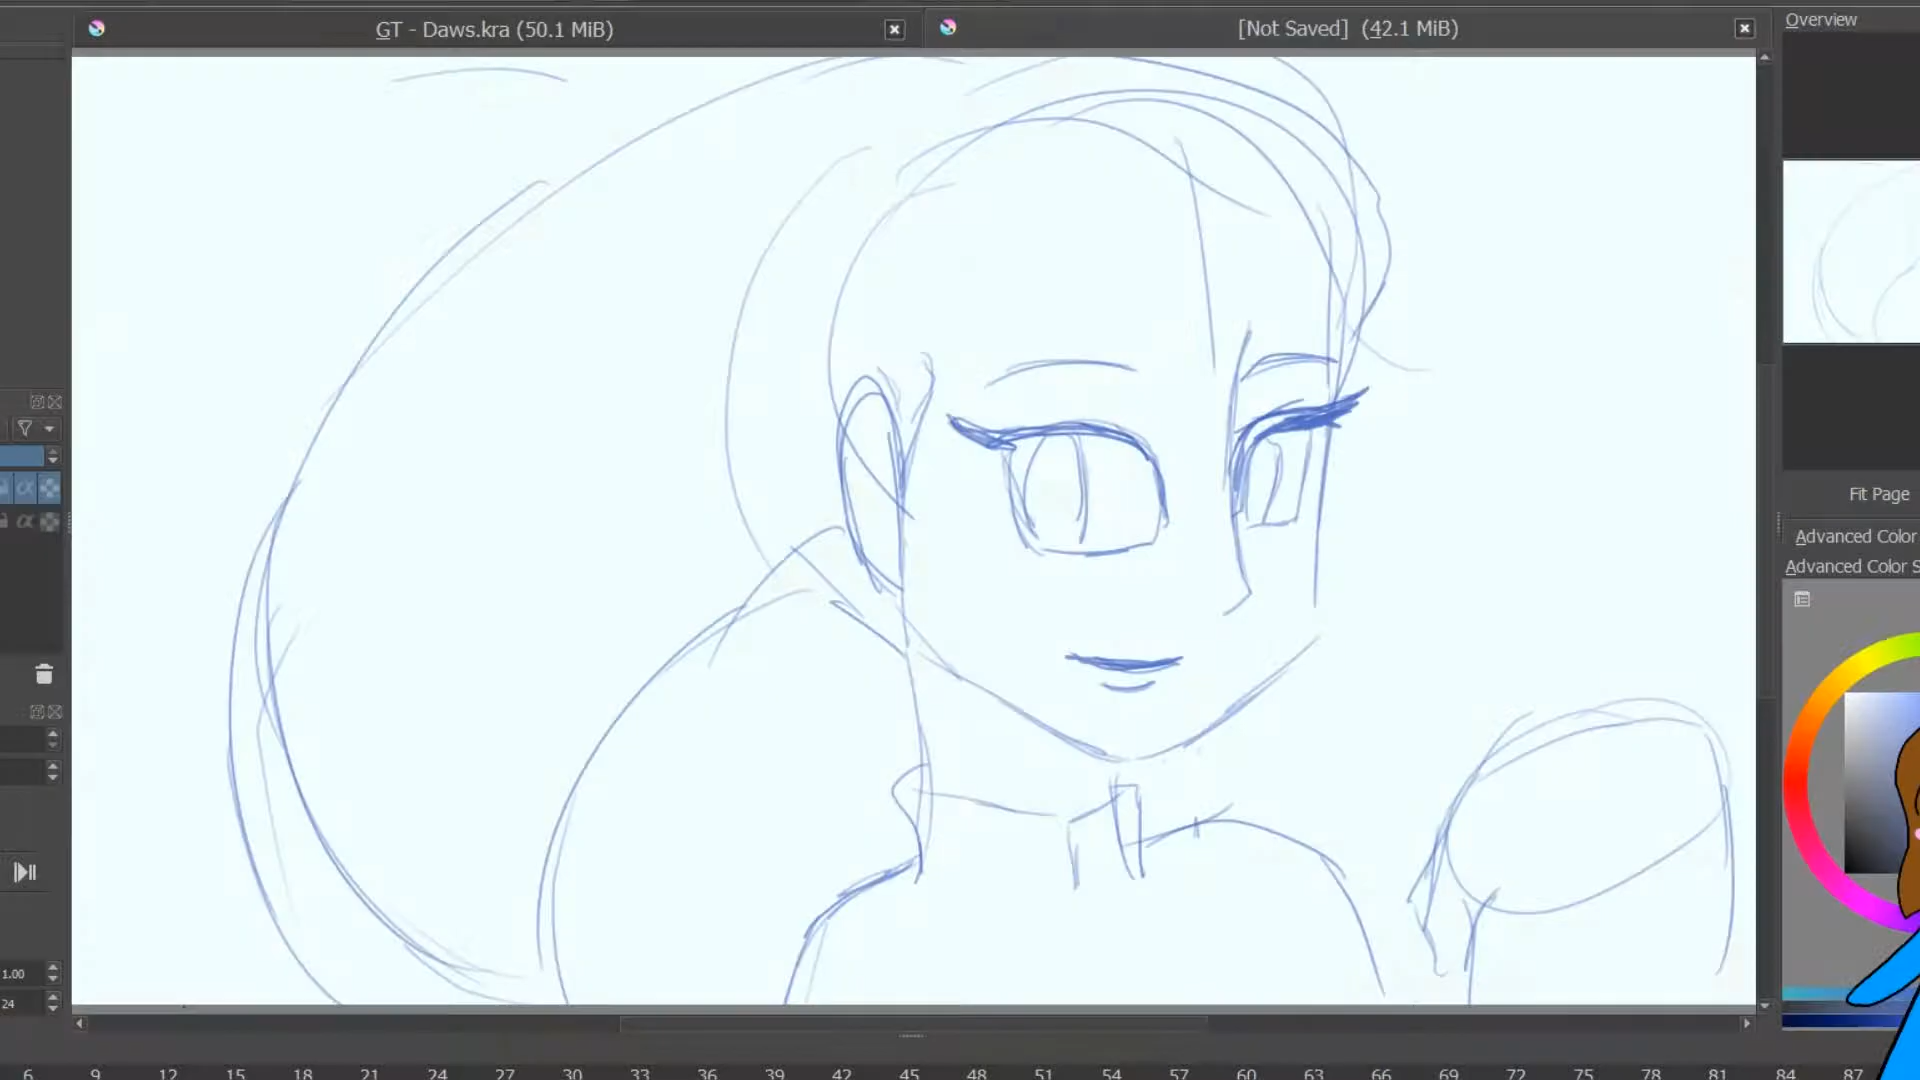 GT - Daws.kra (50.1 MiB)
[Not Saved] (42.1 MiB)
Overview
Fit Page
Advanced Color
Advanced Color S
1.00
24
6 9 12 15 18 21 24 27 30 33 36 39 42 45 48 51 54 57 60 63 66 69 72 75 78 81 84 87